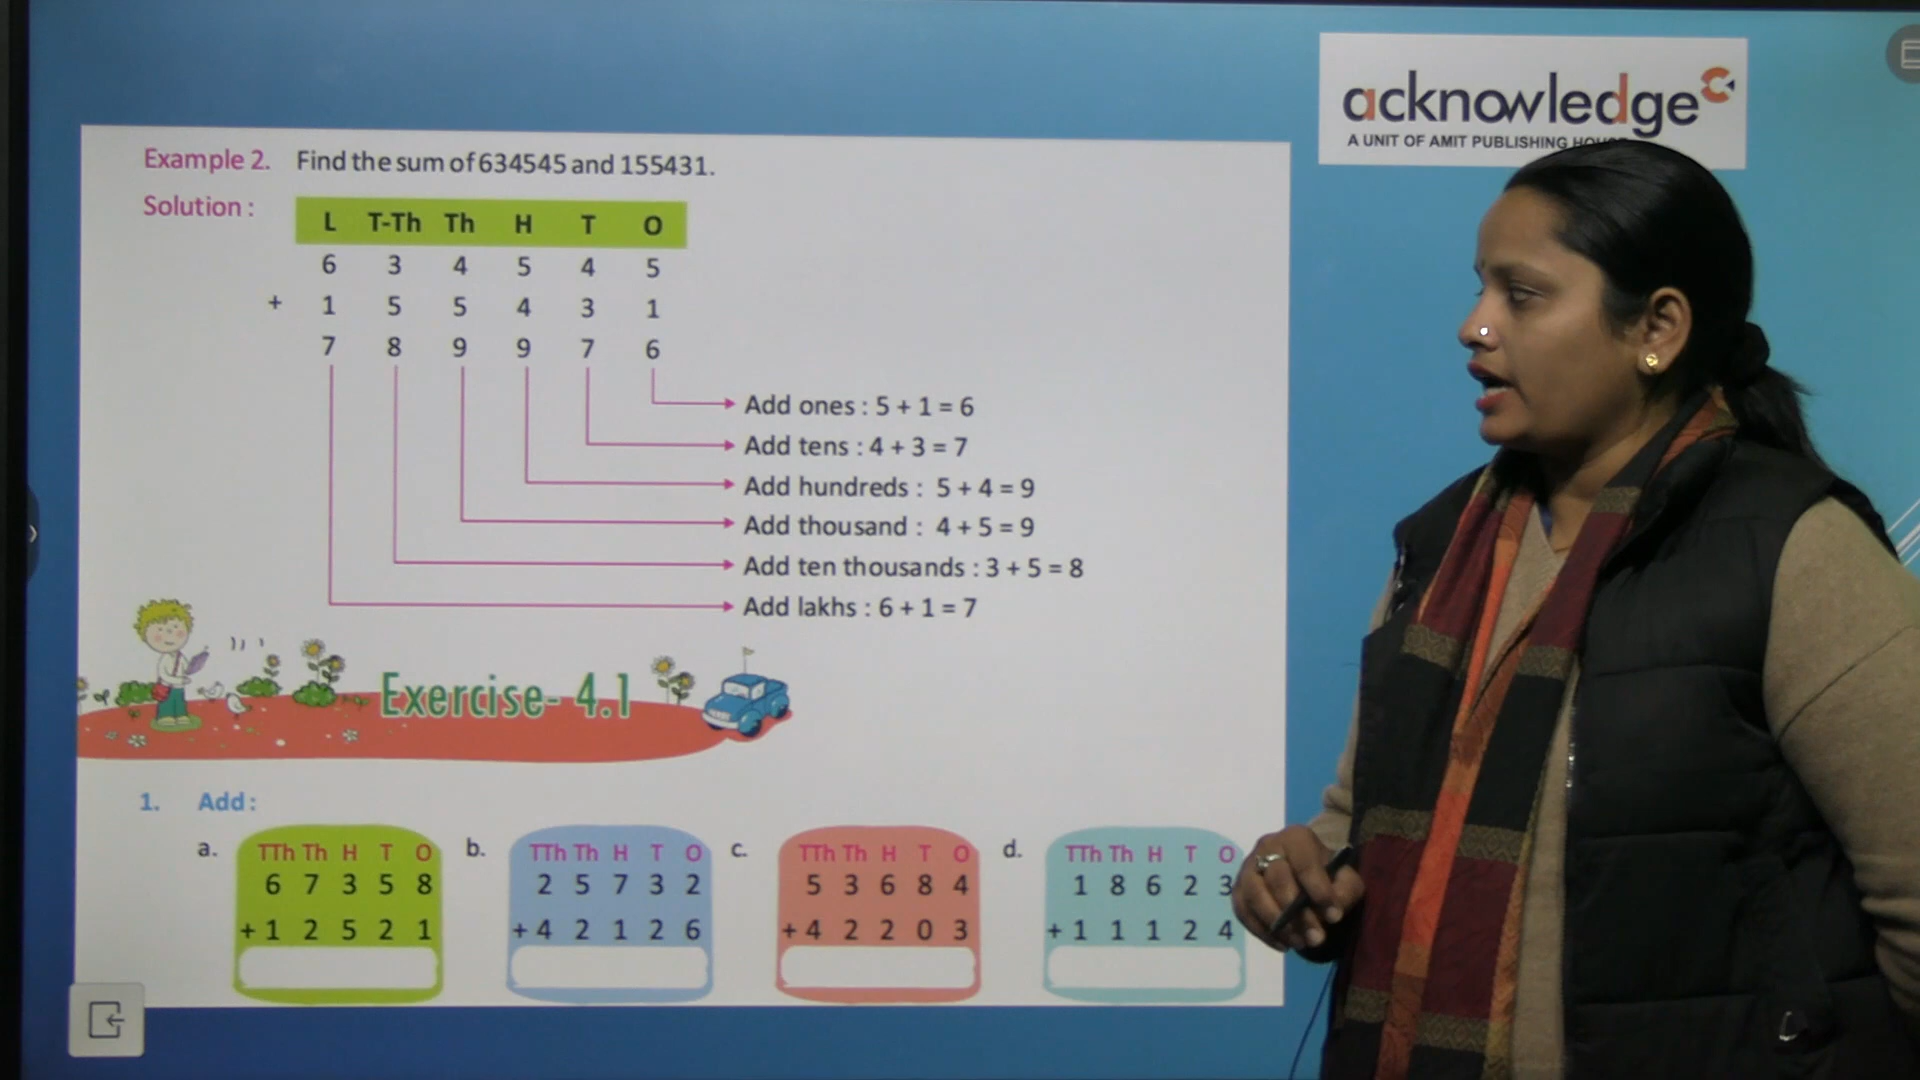 acknowledge
A UNIT OF AMIT PUBLISHING
Example 2. Find the sum of 634545 and 155431.
Solution :
L T-Th Th H T O
6 3 4 5 4 5
+ 1 5 5 4 3 1
7 8 9 9 7 6
Add ones : 5 + 1 = 6
Add tens : 4 + 3 = 7
Add hundreds : 5 + 4 = 9
Add thousand : 4 + 5 = 9
Add ten thousands : 3 + 5 = 8
Add lakhs : 6 + 1 = 7
Exercise- 4.1
1. Add :
a.
TTh Th H T O
6 7 3 5 8
+ 1 2 5 2 1
b.
TTh Th H T O
2 5 7 3 2
+ 4 2 1 2 6
c.
TTh Th H T O
5 3 6 8 4
+ 4 2 2 0 3
d.
TTh Th H T O
1 8 6 2 3
+ 1 1 1 2 4